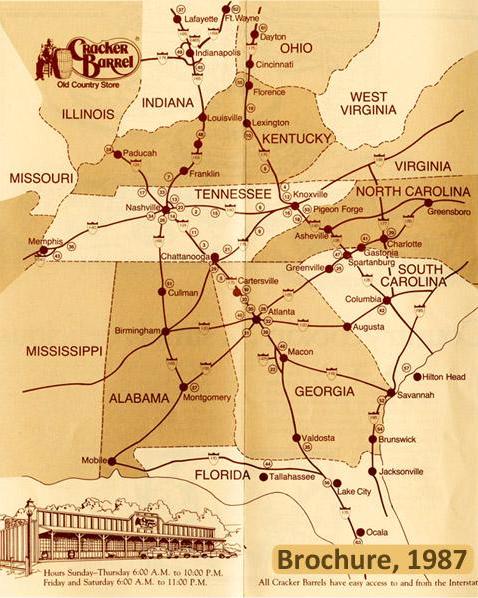 Cracker
Barrel
Old Country Store
Lafayette
Ft. Wayne
OHIO
Dayton
Indianapolis
Cincinnati
INDIANA
Florence
WEST
VIRGINIA
ILLINOIS
Louisville
Lexington
KENTUCKY
Paducah
VIRGINIA
Franklin
MISSOURI
TENNESSEE
Knoxville
NORTH CAROLINA
Nashville
Pigeon Forge
Greensboro
Asheville
Memphis
Charlotte
Gastonia
Chattanooga
Spartanburg
Greenville
SOUTH
CAROLINA
Cartersville
Cullman
Columbia
Atlanta
Birmingham
Augusta
MISSISSIPPI
Macon
Hilton Head
ALABAMA
Montgomery
GEORGIA
Savannah
Valdosta
Brunswick
Mobile
FLORIDA
Tallahassee
Jacksonville
Lake City
Ocala
Brochure, 1987
Hours Sunday–Thursday 6:00 A.M. to 10:00 P.M.
Friday and Saturday 6:00 A.M. to 11:00 P.M.
All Cracker Barrels have easy access to and from the Interstat